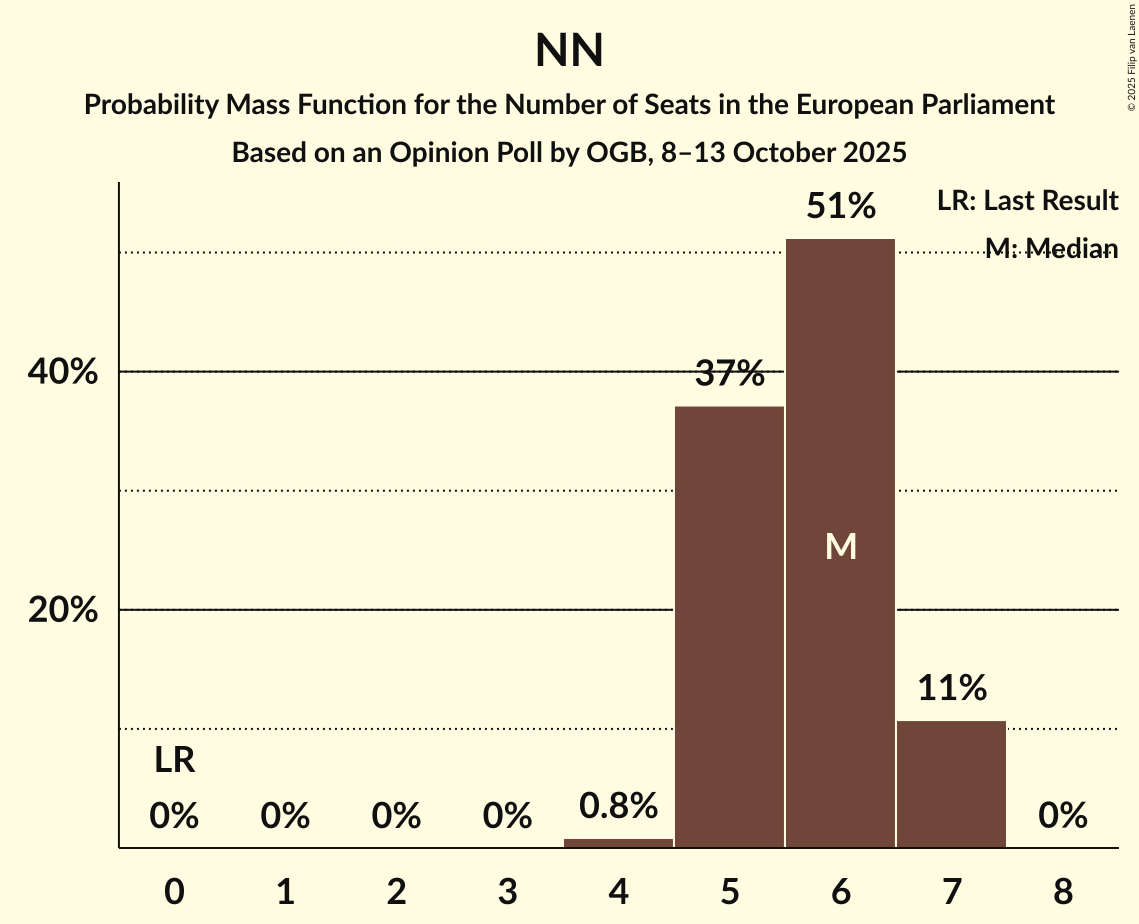 NN
Probability Mass Function for the Number of Seats in the European Parliament
Based on an Opinion Poll by OGB, 8–13 October 2025
© 2025 Filip van Laenen
LR: Last Result
M: Median
51%
40%
37%
M
20%
11%
LR
0%
0%
0%
0%
0.8%
0%
0 1 2 3 4 5 6 7 8